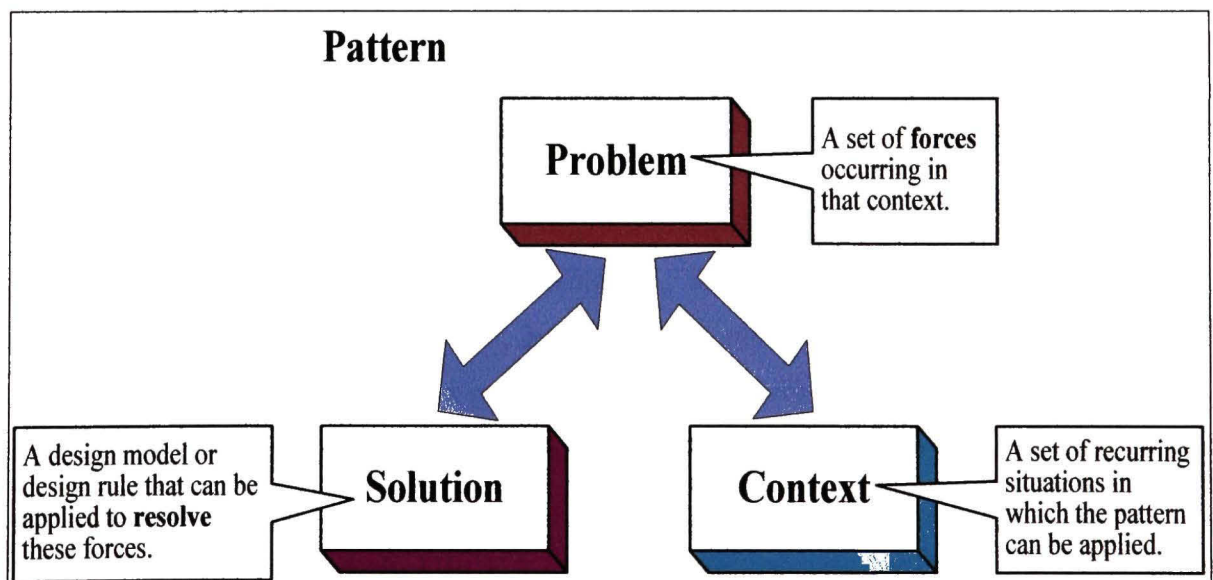 Pattern
Problem
A set of forces
occurring in
that context.
A design model or
design rule that can be
applied to resolve
these forces.
Solution
Context
A set of recurring
situations in
which the pattern
can be applied.